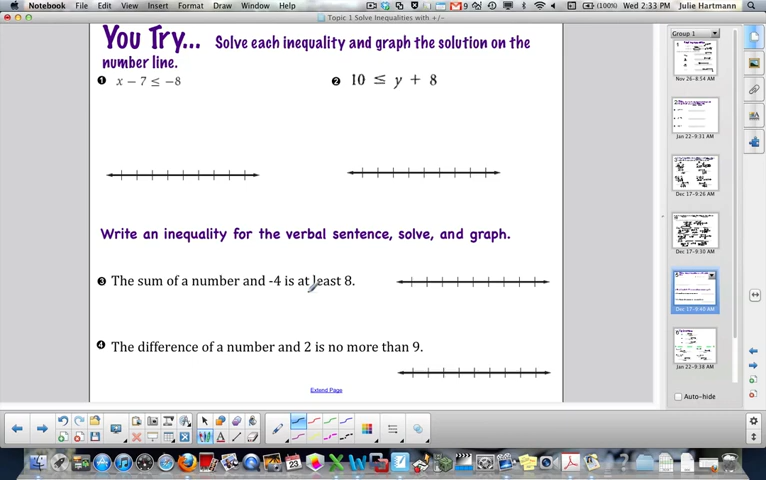 Notebook File Edit View Insert Format Draw Window Help
9
(100%) Wed 2:33 PM Julie Hartmann
Topic 1 Solve Inequalities with +/-
You Try... Solve each inequality and graph the solution on the
number line.
1 x − 7 ≤ −8
2 10 ≤ y + 8
Write an inequality for the verbal sentence, solve, and graph.
3 The sum of a number and -4 is at least 8.
4 The difference of a number and 2 is no more than 9.
Extend Page
Group 1
Nov 26-8:54 AM
Jan 22-9:31 AM
Dec 17-9:26 AM
Dec 17-9:30 AM
Dec 17-9:40 AM
Jan 22-9:38 AM
Auto-hide